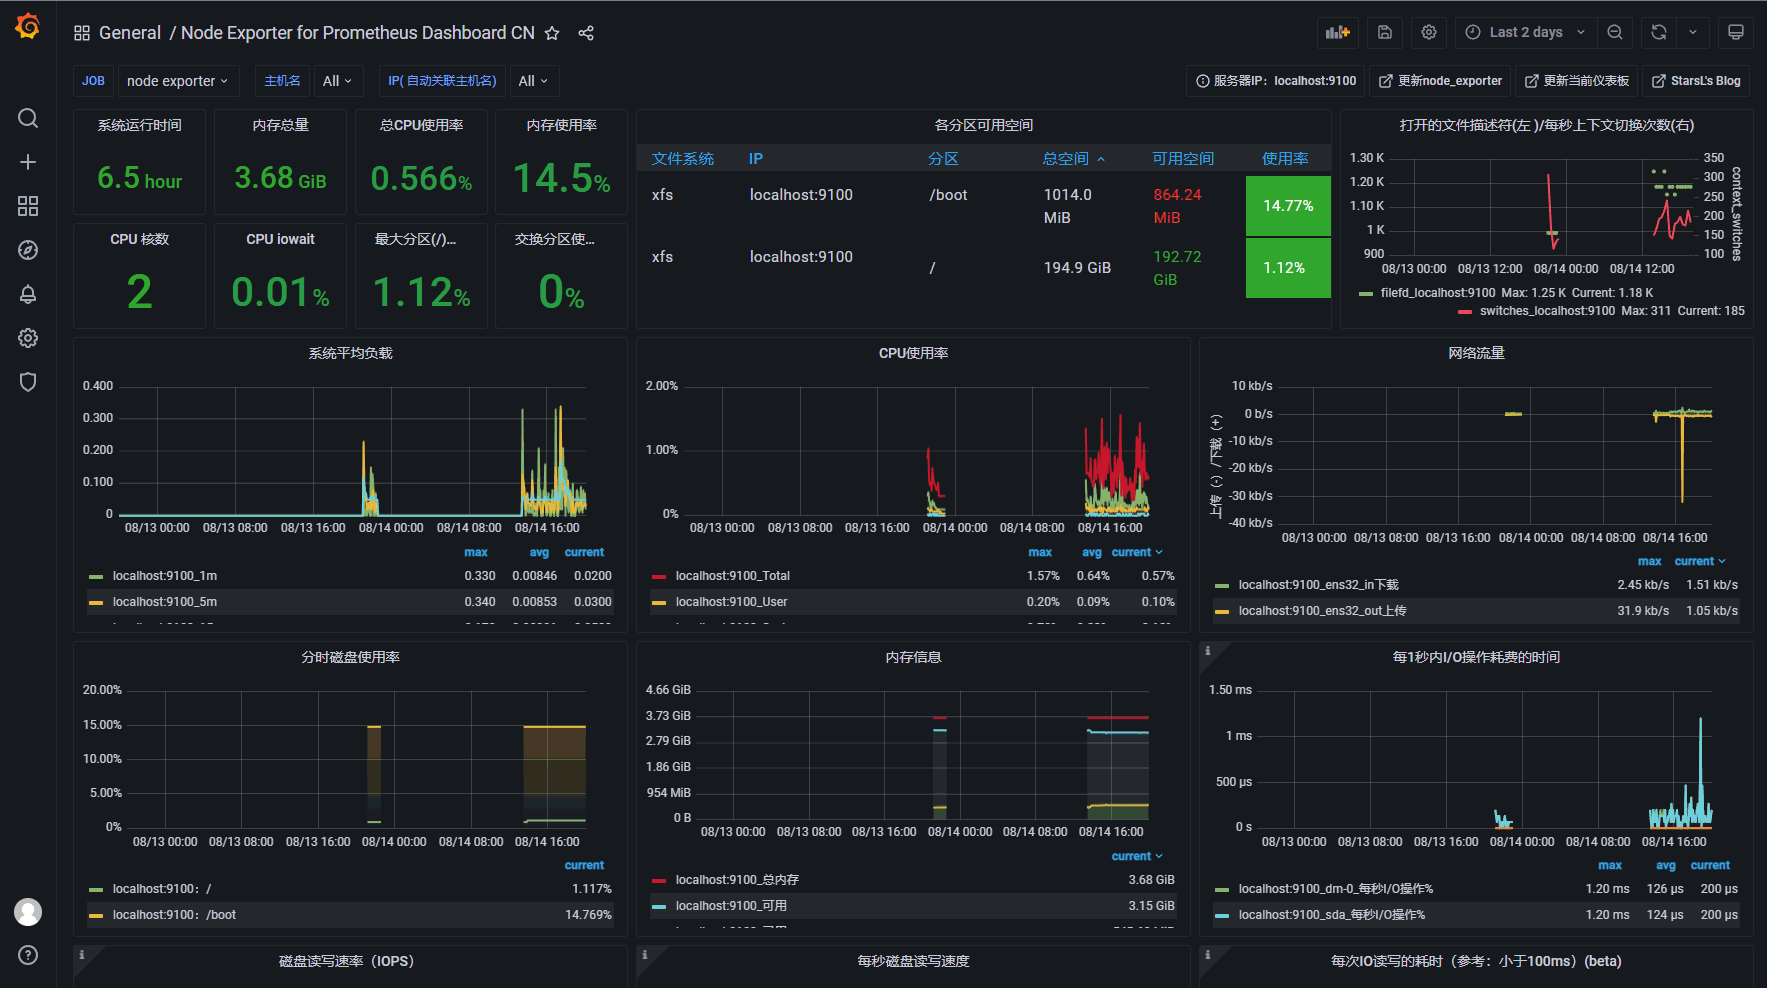 General / Node Exporter for Prometheus Dashboard CN
Last 2 days
JOB node exporter 主机名 All IP( 自动关联主机名) All
服务器IP：localhost:9100 更新node_exporter 更新当前仪表板 StarsL's Blog
系统运行时间
6.5 hour
内存总量
3.68 GiB
总CPU使用率
0.566%
内存使用率
14.5%
CPU 核数
2
CPU iowait
0.01%
最大分区(/)...
1.12%
交换分区使...
0%
各分区可用空间
文件系统 IP 分区 总空间 可用空间 使用率
xfs localhost:9100 /boot 1014.0 MiB 864.24 MiB 14.77%
xfs localhost:9100 / 194.9 GiB 192.72 GiB 1.12%
打开的文件描述符(左 )/每秒上下文切换次数(右)
1.30 K
1.20 K
1.10 K
1 K
900
350
300
250
200
150
100
context_switches
08/13 00:00 08/13 12:00 08/14 00:00 08/14 12:00
filefd_localhost:9100 Max: 1.25 K Current: 1.18 K
switches_localhost:9100 Max: 311 Current: 185
系统平均负载
0.400
0.300
0.200
0.100
0
08/13 00:00 08/13 08:00 08/13 16:00 08/14 00:00 08/14 08:00 08/14 16:00
max avg current
localhost:9100_1m 0.330 0.00846 0.0200
localhost:9100_5m 0.340 0.00853 0.0300
CPU使用率
2.00%
1.00%
0%
08/13 00:00 08/13 08:00 08/13 16:00 08/14 00:00 08/14 08:00 08/14 16:00
max avg current
localhost:9100_Total 1.57% 0.64% 0.57%
localhost:9100_User 0.20% 0.09% 0.10%
网络流量
上传（-）/下载（+）
10 kb/s
0 b/s
-10 kb/s
-20 kb/s
-30 kb/s
-40 kb/s
08/13 00:00 08/13 08:00 08/13 16:00 08/14 00:00 08/14 08:00 08/14 16:00
max current
localhost:9100_ens32_in下载 2.45 kb/s 1.51 kb/s
localhost:9100_ens32_out上传 31.9 kb/s 1.05 kb/s
分时磁盘使用率
20.00%
15.00%
10.00%
5.00%
0%
08/13 00:00 08/13 08:00 08/13 16:00 08/14 00:00 08/14 08:00 08/14 16:00
current
localhost:9100：/ 1.117%
localhost:9100：/boot 14.769%
内存信息
4.66 GiB
3.73 GiB
2.79 GiB
1.86 GiB
954 MiB
0 B
08/13 00:00 08/13 08:00 08/13 16:00 08/14 00:00 08/14 08:00 08/14 16:00
current
localhost:9100_总内存 3.68 GiB
localhost:9100_可用 3.15 GiB
每1秒内I/O操作耗费的时间
1.50 ms
1 ms
500 µs
0 s
08/13 00:00 08/13 08:00 08/13 16:00 08/14 00:00 08/14 08:00 08/14 16:00
max avg current
localhost:9100_dm-0_每秒I/O操作% 1.20 ms 126 µs 200 µs
localhost:9100_sda_每秒I/O操作% 1.20 ms 124 µs 200 µs
磁盘读写速率（IOPS）
每秒磁盘读写速度
每次IO读写的耗时（参考：小于100ms）(beta)